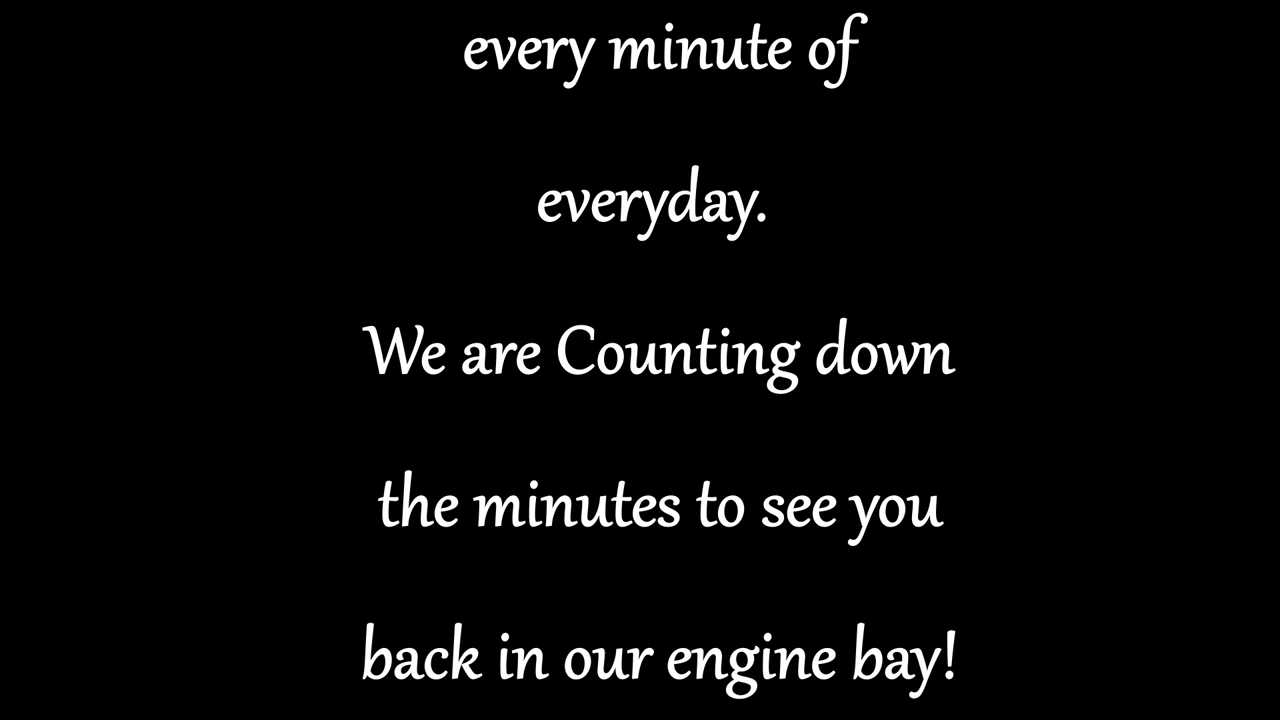 every minute of
everyday.
We are Counting down
the minutes to see you
back in our engine bay!